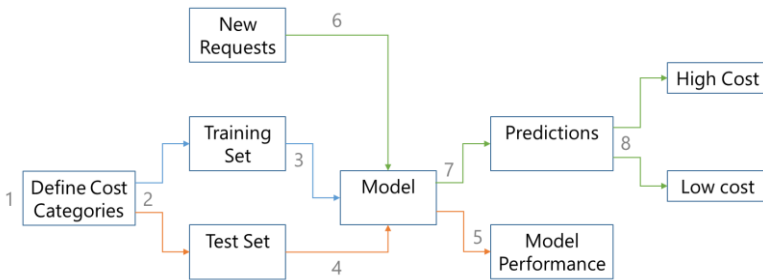 New
Requests
6
High Cost
Training
Set
3
Predictions
8
7
1
Define Cost
Categories
2
Model
Low cost
Test Set
4
5
Model
Performance